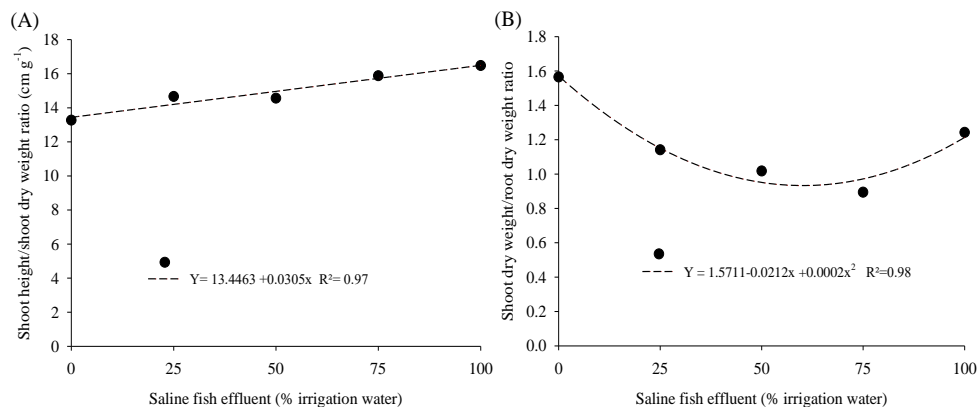 (A)
Shoot height/shoot dry weight ratio (cm g⁻¹)
18
16
14
12
10
8
6
4
2
0
Y= 13.4463 +0.0305x R²= 0.97
0 25 50 75 100
Saline fish effluent (% irrigation water)
(B)
Shoot dry weight/root dry weight ratio
1.8
1.6
1.4
1.2
1.0
0.8
0.6
0.4
0.2
0.0
Y = 1.5711-0.0212x +0.0002x² R²=0.98
0 25 50 75 100
Saline fish effluent (% irrigation water)